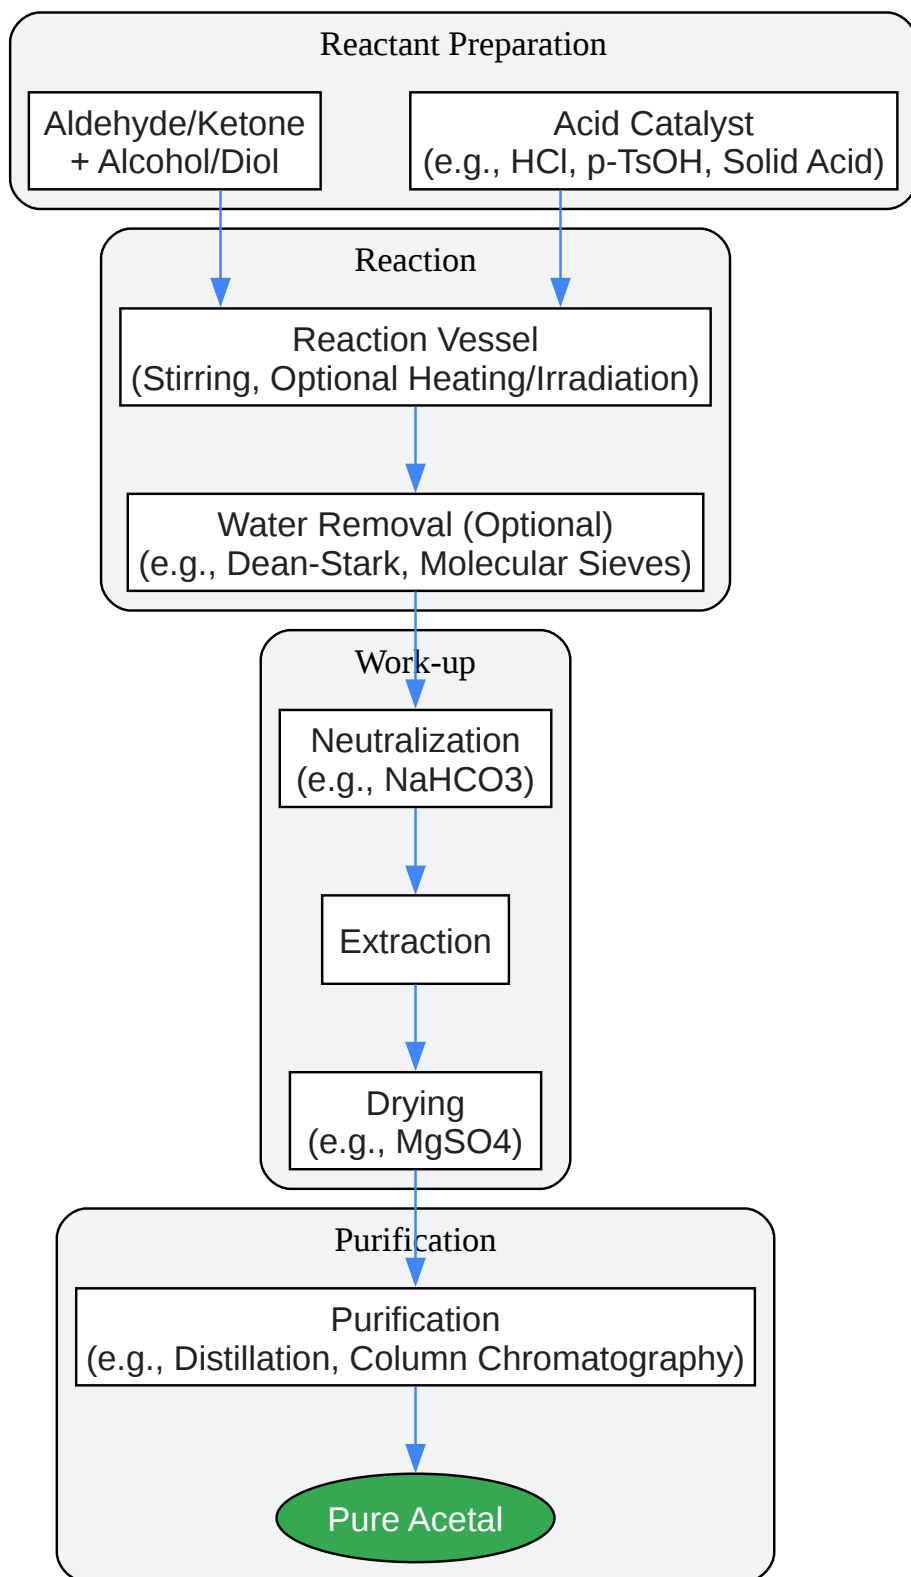 Reactant Preparation
Aldehyde/Ketone
+ Alcohol/Diol
Acid Catalyst
(e.g., HCl, p-TsOH, Solid Acid)
Reaction
Reaction Vessel
(Stirring, Optional Heating/Irradiation)
Water Removal (Optional)
(e.g., Dean-Stark, Molecular Sieves)
Work-up
Neutralization
(e.g., NaHCO3)
Extraction
Drying
(e.g., MgSO4)
Purification
Purification
(e.g., Distillation, Column Chromatography)
Pure Acetal